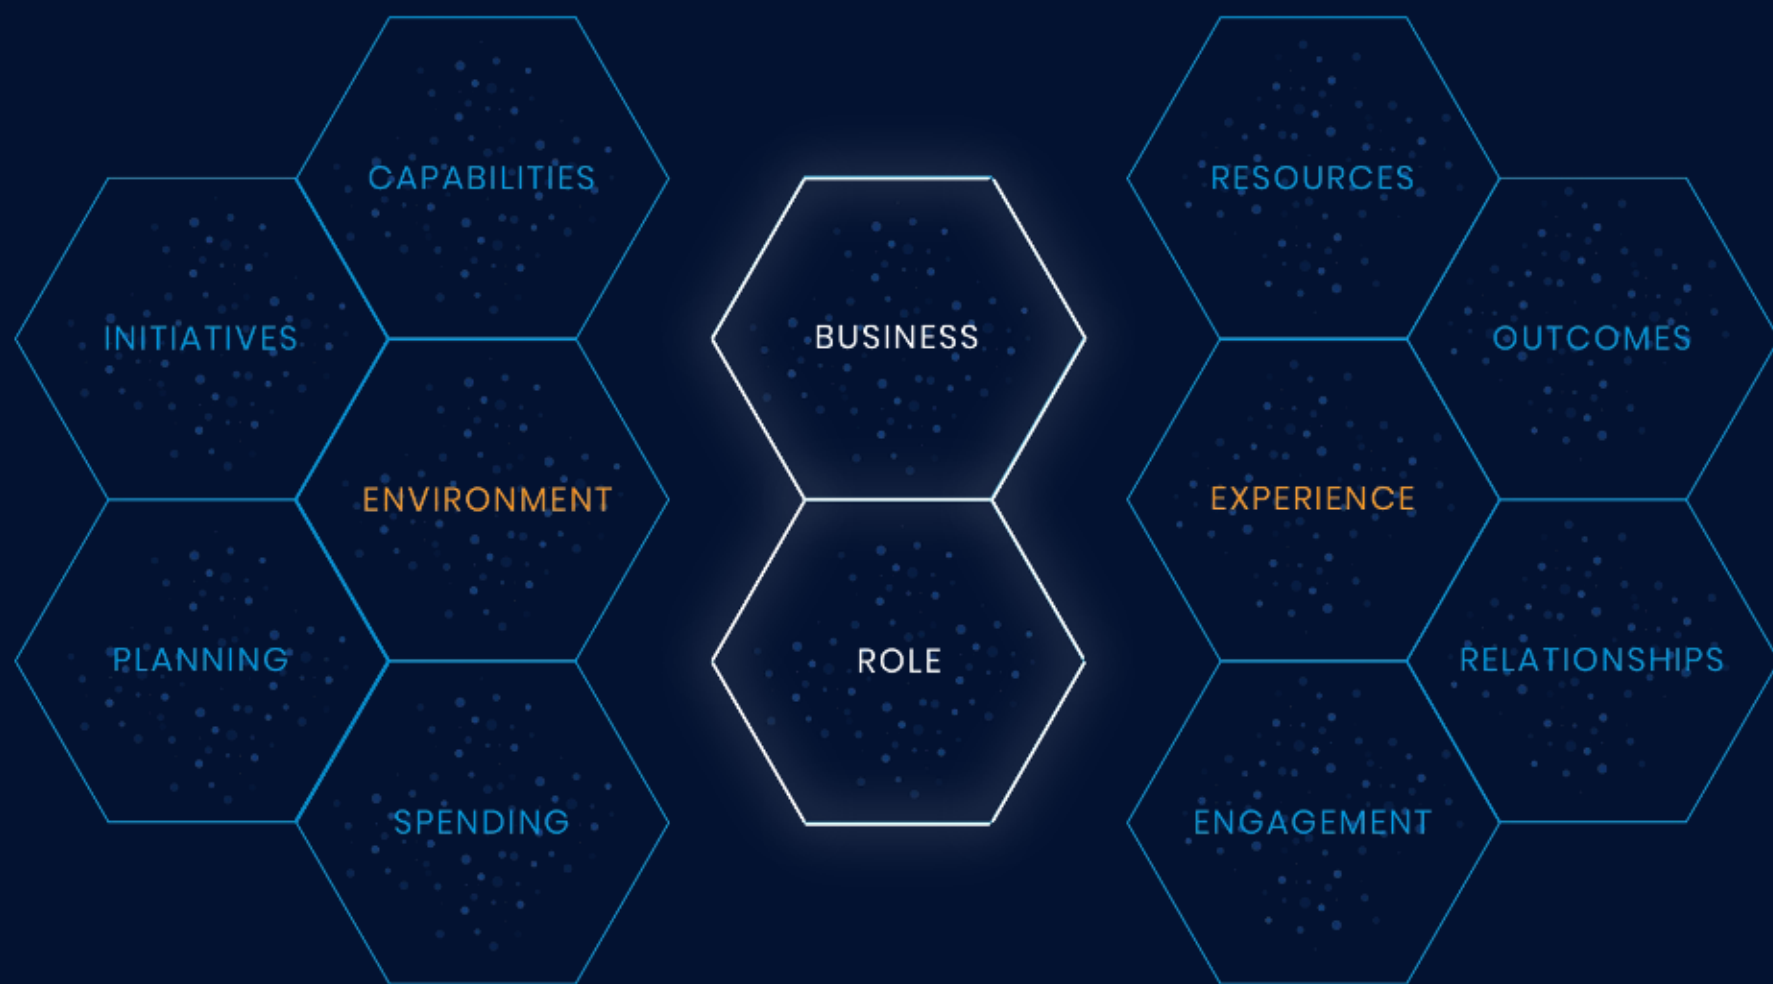 CAPABILITIES
INITIATIVES
ENVIRONMENT
PLANNING
SPENDING
BUSINESS
ROLE
RESOURCES
OUTCOMES
EXPERIENCE
RELATIONSHIPS
ENGAGEMENT